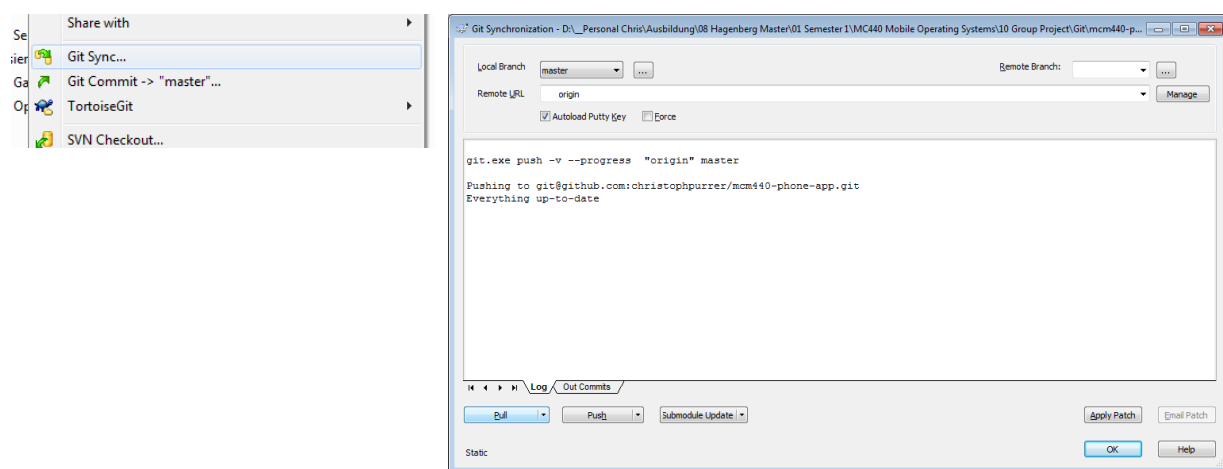 Share with
Se
sier
Git Sync...
Ga
Git Commit -> "master"...
Op
TortoiseGit
SVN Checkout...
Git Synchronization - D:\__Personal Chris\Ausbildung\08 Hagenberg Master\01 Semester 1\MC440 Mobile Operating Systems\10 Group Project\Git\mcm440-p...
Local Branch master ... Remote Branch: ...
Remote URL origin Manage
Autoload Putty Key Force
git.exe push -v --progress "origin" master
Pushing to git@github.com:christophpurrer/mcm440-phone-app.git
Everything up-to-date
Log Out Commits
Pull Push Submodule Update Apply Patch Email Patch
Static OK Help